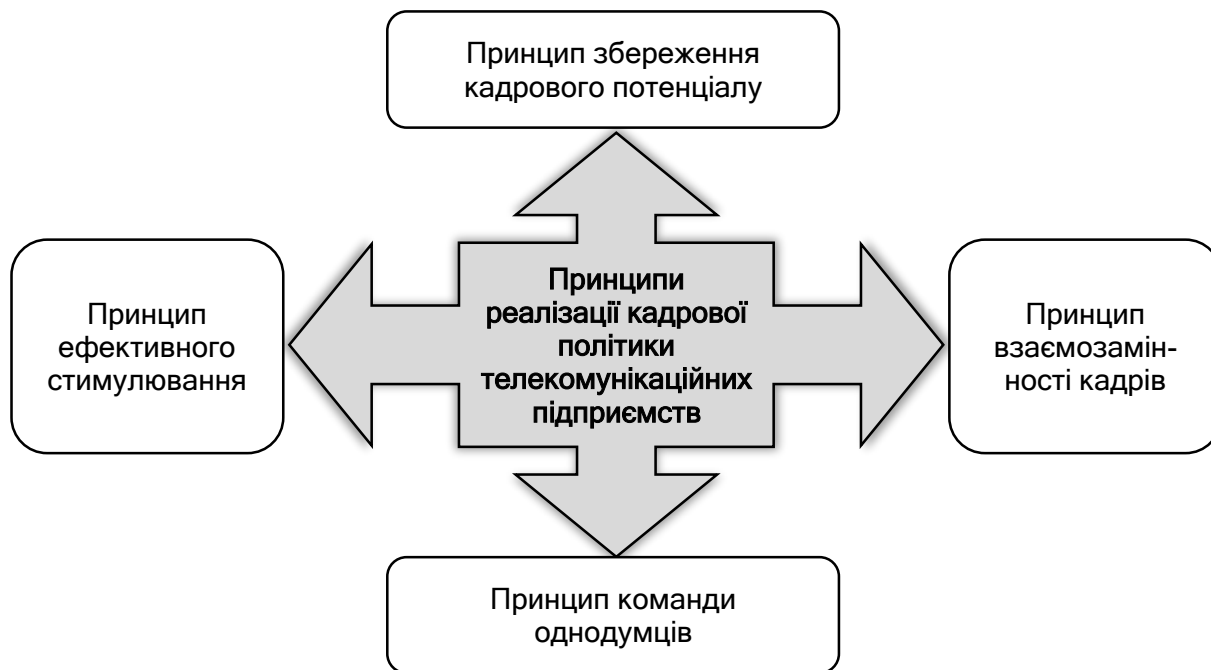 Принцип збереження
кадрового потенціалу
Принцип
ефективного
стимулювання
Принципи
реалізації кадрової
політики
телекомунікаційних
підприємств
Принцип
взаємозамін-
ності кадрів
Принцип команди
однодумців